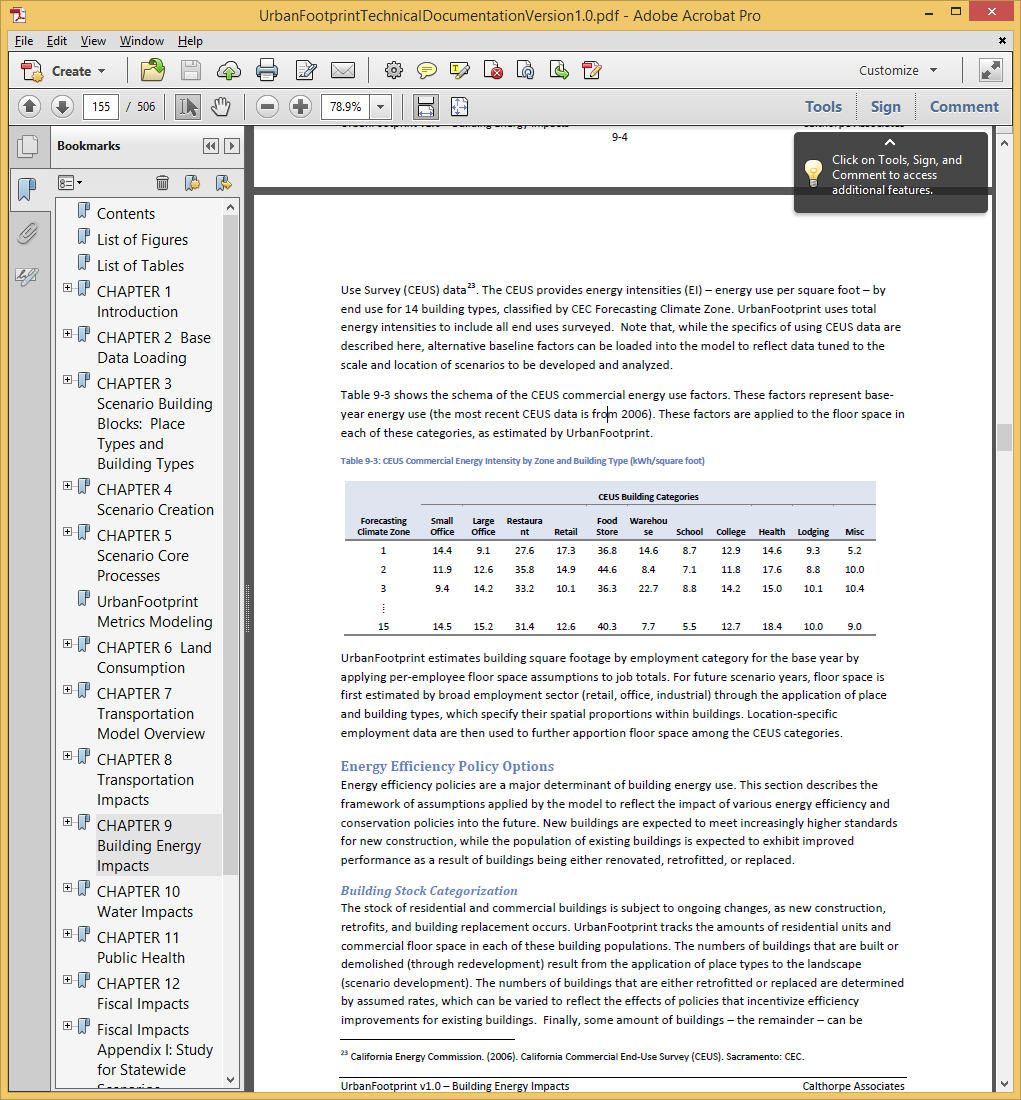 UrbanFootprintTechnicalDocumentationVersion1.0.pdf - Adobe Acrobat Pro
File Edit View Window Help
Create
Customize
155 / 506
78.9%
Tools Sign Comment
Bookmarks
Contents
List of Figures
List of Tables
CHAPTER 1
Introduction
CHAPTER 2 Base
Data Loading
CHAPTER 3
Scenario Building
Blocks: Place
Types and
Building Types
CHAPTER 4
Scenario Creation
CHAPTER 5
Scenario Core
Processes
UrbanFootprint
Metrics Modeling
CHAPTER 6 Land
Consumption
CHAPTER 7
Transportation
Model Overview
CHAPTER 8
Transportation
Impacts
CHAPTER 9
Building Energy
Impacts
CHAPTER 10
Water Impacts
CHAPTER 11
Public Health
CHAPTER 12
Fiscal Impacts
Fiscal Impacts
Appendix I: Study
for Statewide
9-4
Click on Tools, Sign, and
Comment to access
additional features.
Use Survey (CEUS) data23. The CEUS provides energy intensities (EI) – energy use per square foot – by
end use for 14 building types, classified by CEC Forecasting Climate Zone. UrbanFootprint uses total
energy intensities to include all end uses surveyed.  Note that, while the specifics of using CEUS data are
described here, alternative baseline factors can be loaded into the model to reflect data tuned to the
scale and location of scenarios to be developed and analyzed.
Table 9-3 shows the schema of the CEUS commercial energy use factors. These factors represent base-
year energy use (the most recent CEUS data is from 2006). These factors are applied to the floor space in
each of these categories, as estimated by UrbanFootprint.
Table 9-3: CEUS Commercial Energy Intensity by Zone and Building Type (kWh/square foot)
CEUS Building Categories
Forecasting Small Large Restaura Food Warehou
Climate Zone Office Office nt Retail Store se School College Health Lodging Misc
1 14.4 9.1 27.6 17.3 36.8 14.6 8.7 12.9 14.6 9.3 5.2
2 11.9 12.6 35.8 14.9 44.6 8.4 7.1 11.8 17.6 8.8 10.0
3 9.4 14.2 33.2 10.1 36.3 22.7 8.8 14.2 15.0 10.1 10.4
⋮
15 14.5 15.2 31.4 12.6 40.3 7.7 5.5 12.7 18.4 10.0 9.0
UrbanFootprint estimates building square footage by employment category for the base year by
applying per-employee floor space assumptions to job totals. For future scenario years, floor space is
first estimated by broad employment sector (retail, office, industrial) through the application of place
and building types, which specify their spatial proportions within buildings. Location-specific
employment data are then used to further apportion floor space among the CEUS categories.
Energy Efficiency Policy Options
Energy efficiency policies are a major determinant of building energy use. This section describes the
framework of assumptions applied by the model to reflect the impact of various energy efficiency and
conservation policies into the future. New buildings are expected to meet increasingly higher standards
for new construction, while the population of existing buildings is expected to exhibit improved
performance as a result of buildings being either renovated, retrofitted, or replaced.
Building Stock Categorization
The stock of residential and commercial buildings is subject to ongoing changes, as new construction,
retrofits, and building replacement occurs. UrbanFootprint tracks the amounts of residential units and
commercial floor space in each of these building populations. The numbers of buildings that are built or
demolished (through redevelopment) result from the application of place types to the landscape
(scenario development). The numbers of buildings that are either retrofitted or replaced are determined
by assumed rates, which can be varied to reflect the effects of policies that incentivize efficiency
improvements for existing buildings.  Finally, some amount of buildings – the remainder – can be
23 California Energy Commission. (2006). California Commercial End-Use Survey (CEUS). Sacramento: CEC.
UrbanFootprint v1.0 – Building Energy Impacts Calthorpe Associates